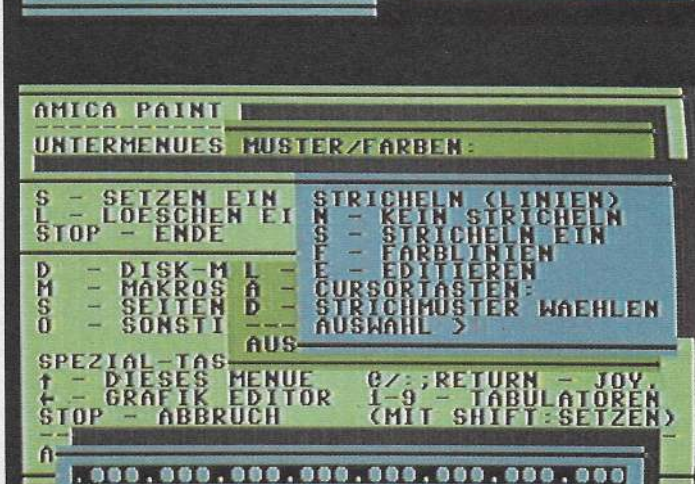 AMICA PAINT
-----------
UNTERMENUES MUSTER/FARBEN:
S - SETZEN EIN
L - LOESCHEN EI
STOP - ENDE
STRICHELN (LINIEN)
N - KEIN STRICHELN
S - STRICHELN EIN
F - FARBLINIEN
E - EDITIEREN
CURSORTASTEN:
STRICHMUSTER WAEHLEN
AUSWAHL >
D - DISK-M
M - MAKROS
S - SEITEN
O - SONSTI
L -
A -
D -
---
AUS
SPEZIAL-TAS
↑ - DIESES MENUE @/:;RETURN - JOY.
← - GRAFIK EDITOR 1-9 - TABULATOREN
STOP - ABBRUCH (MIT SHIFT:SETZEN)
--
A
.000.000.000.000.000.000.000